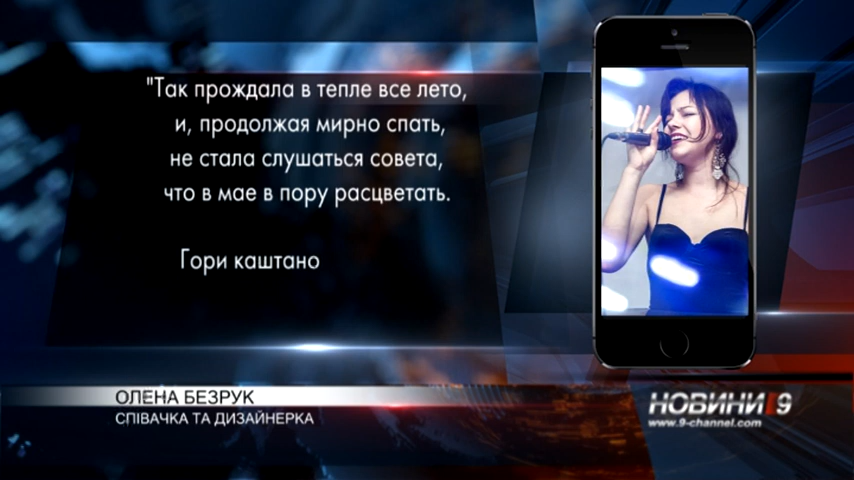 "Так прождала в тепле все лето,
и, продолжая мирно спать,
не стала слушаться совета,
что в мае в пору расцветать.
Гори каштано
ОЛЕНА БЕЗРУК
СПІВАЧКА ТА ДИЗАЙНЕРКА
НОВИНИ 9
www.9-channel.com